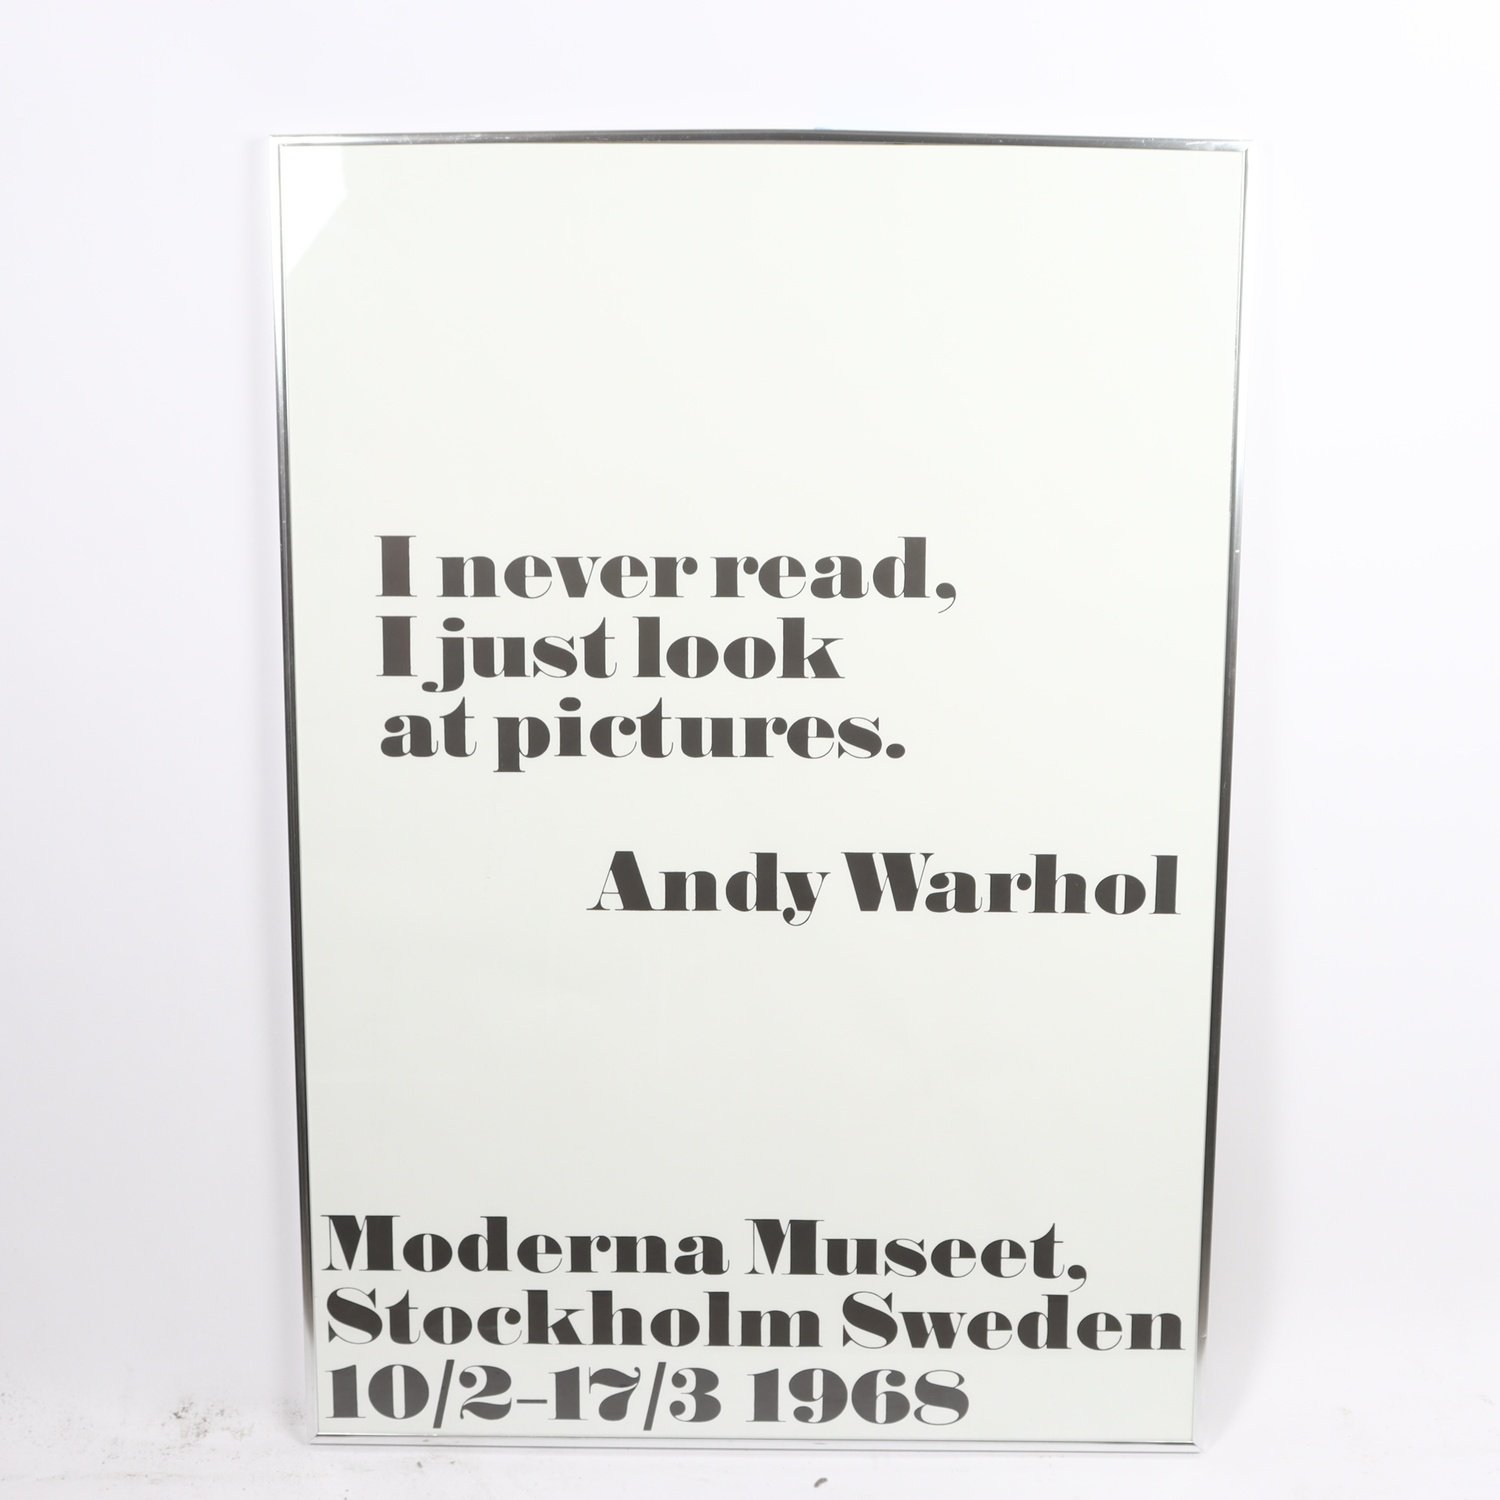 I never read,
I just look
at pictures.
Andy Warhol
Moderna Museet,
Stockholm Sweden
10/2–17/3 1968